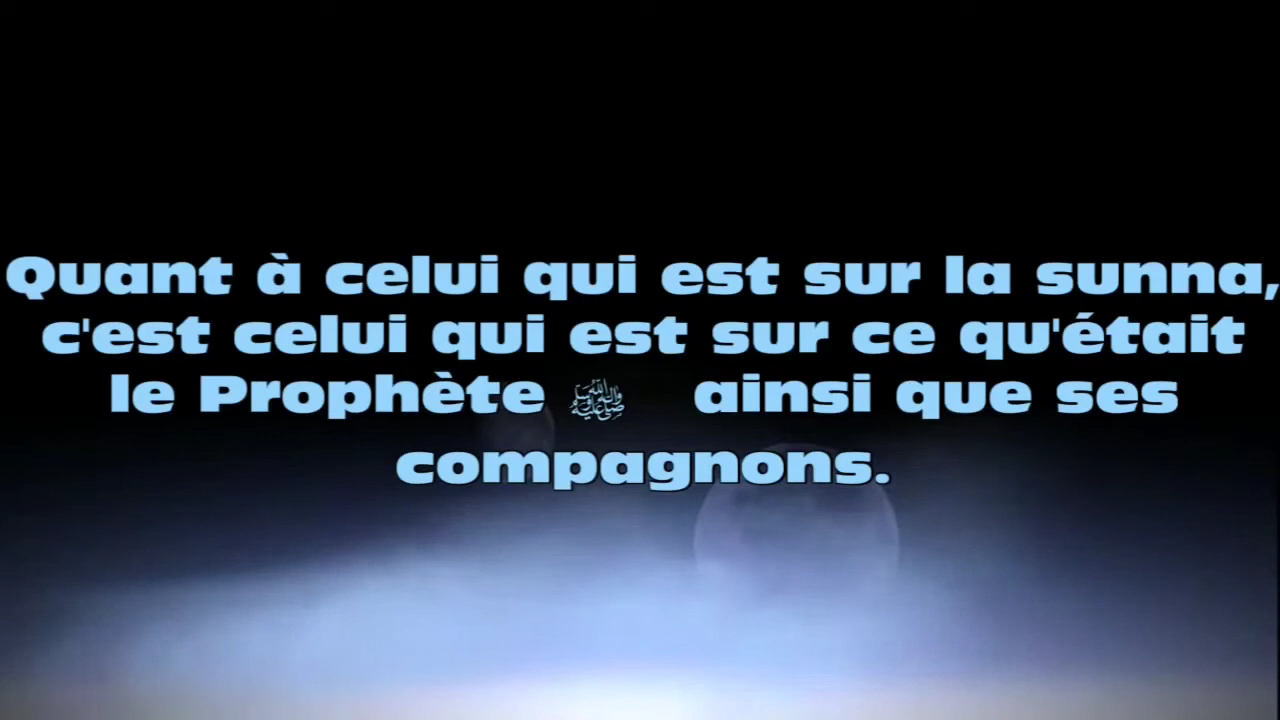 Quant à celui qui est sur la sunna,
c'est celui qui est sur ce qu'était
le Prophète ﷺ ainsi que ses
compagnons.